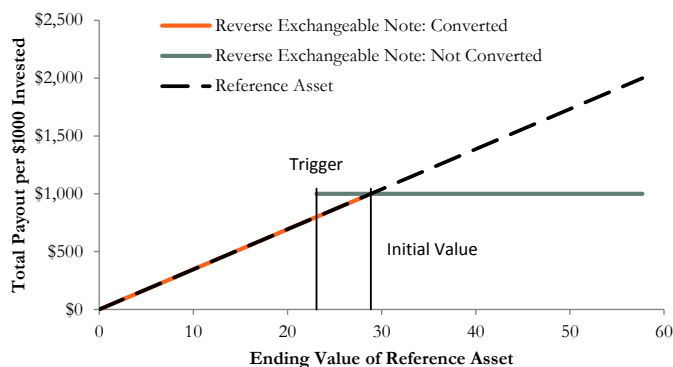 $2,500
Reverse Exchangeable Note: Converted
Reverse Exchangeable Note: Not Converted
Reference Asset
$2,000
$1,500
$1,000
$500
$0
Total Payout per $1000 Invested
Trigger
Initial Value
0 10 20 30 40 50 60
Ending Value of Reference Asset